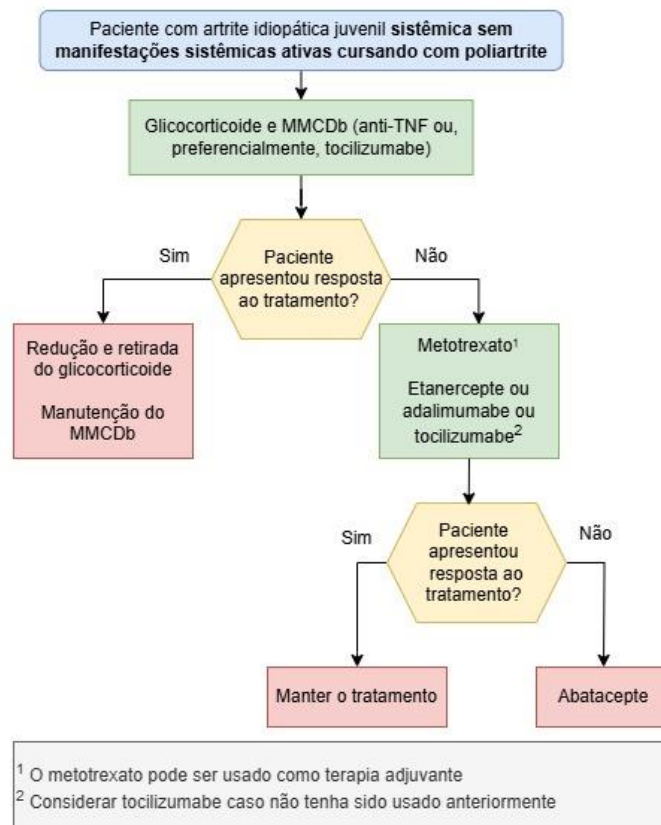 Paciente com artrite idiopática juvenil sistêmica sem
manifestações sistêmicas ativas cursando com poliartrite
Glicocorticoide e MMCDb (anti-TNF ou,
preferencialmente, tocilizumabe)
Paciente
apresentou resposta
ao tratamento?
Sim
Não
Redução e retirada
do glicocorticoide
Manutenção do
MMCDb
Metotrexato¹
Etanercepte ou
adalimumabe ou
tocilizumabe²
Paciente
apresentou
resposta ao
tratamento?
Sim
Não
Manter o tratamento
Abatacepte
¹ O metotrexato pode ser usado como terapia adjuvante
² Considerar tocilizumabe caso não tenha sido usado anteriormente